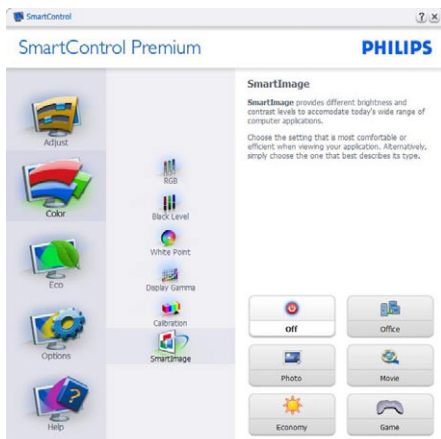 SmartControl
SmartControl Premium
PHILIPS
Adjust
Color
Eco
Options
Help
RGB
Black Level
White Point
Display Gamma
Calibration
SmartImage
SmartImage
SmartImage provides different brightness and
contrast levels to accomodate today's wide range of
computer applications.
Choose the setting that is most comfortable or
efficient when viewing your application. Alternatively,
simply choose the one that best describes its type.
Off
Office
Photo
Movie
Economy
Game